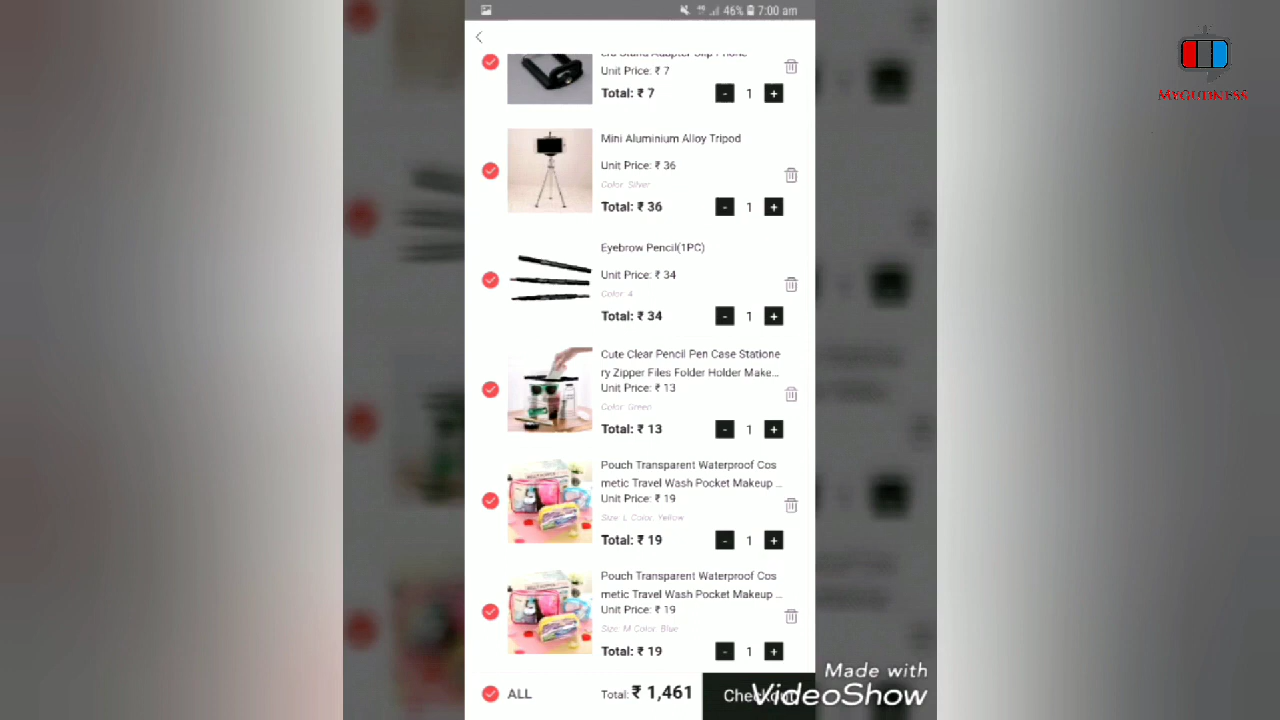 46% 7:00 am
Unit Price: ₹ 7
Total: ₹ 7
- 1 +
Mini Aluminium Alloy Tripod
Unit Price: ₹ 36
Color: Silver
Total: ₹ 36
- 1 +
Eyebrow Pencil(1PC)
Unit Price: ₹ 34
Color: 4
Total: ₹ 34
- 1 +
Cute Clear Pencil Pen Case Statione
ry Zipper Files Folder Holder Make...
Unit Price: ₹ 13
Color: Green
Total: ₹ 13
- 1 +
Pouch Transparent Waterproof Cos
metic Travel Wash Pocket Makeup ...
Unit Price: ₹ 19
Size: L Color: Yellow
Total: ₹ 19
- 1 +
Pouch Transparent Waterproof Cos
metic Travel Wash Pocket Makeup ...
Unit Price: ₹ 19
Size: M Color: Blue
Total: ₹ 19
- 1 +
ALL
Total: ₹ 1,461
Checkout
Made with
VideoShow